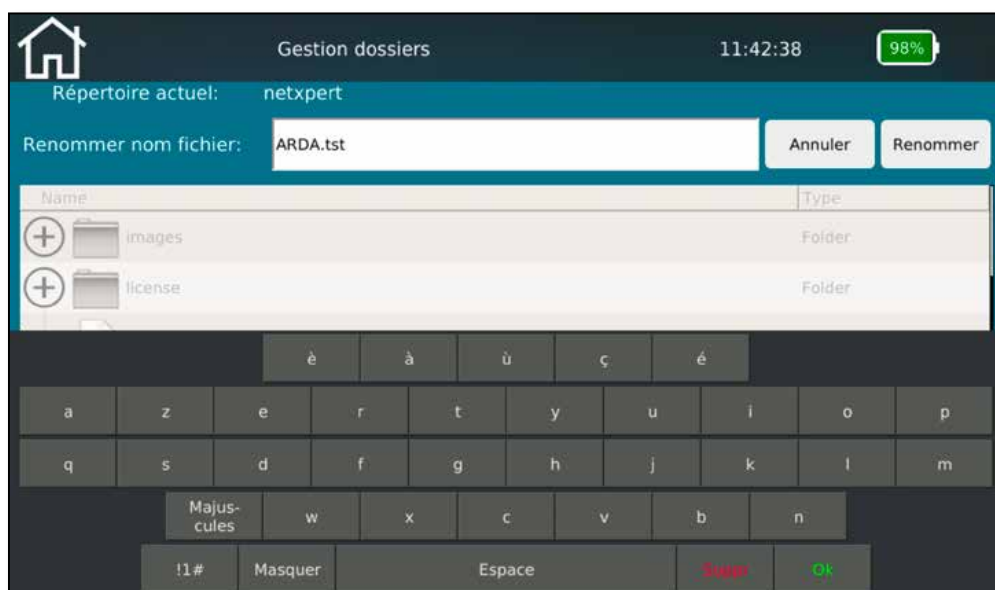 Gestion dossiers 11:42:38 98%
Répertoire actuel: netxpert
Renommer nom fichier: ARDA.tst Annuler Renommer
Name Type
images Folder
license Folder
è à ù ç é
a z e r t y u i o p
q s d f g h j k l m
Majus-
cules w x c v b n
!1# Masquer Espace Suppr Ok